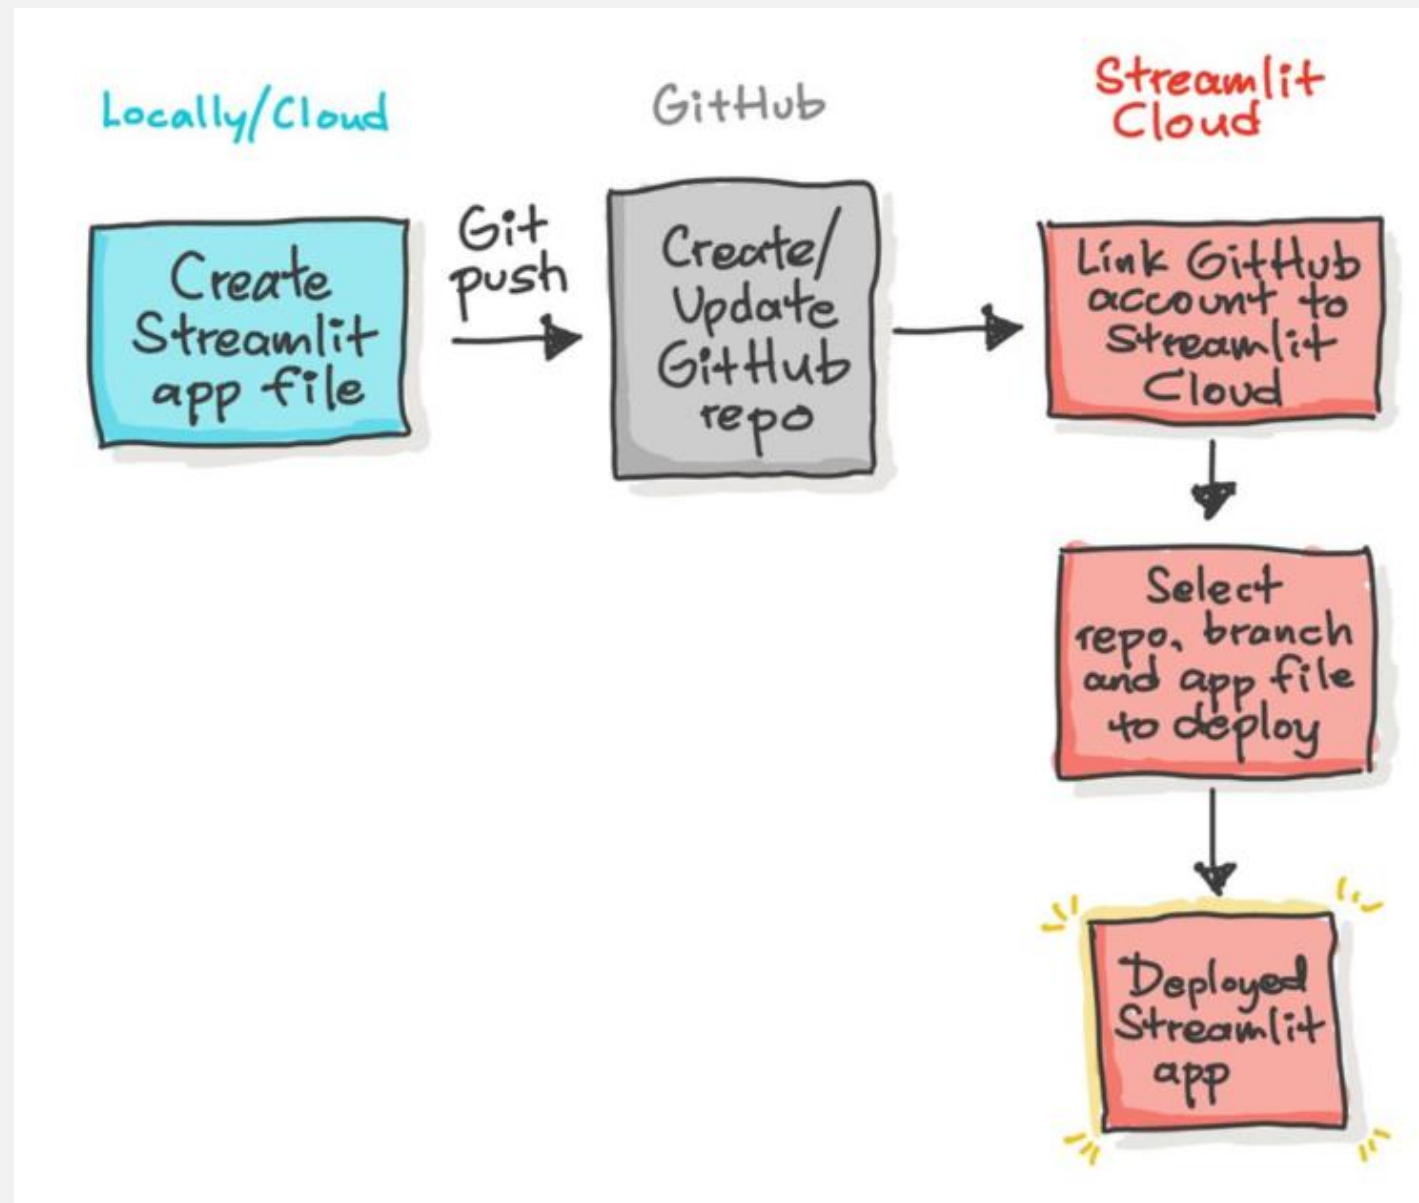 Locally/Cloud
GitHub
Streamlit
Cloud
Create
Streamlit
app file
Git
push
Create/
Update
GitHub
repo
Link GitHub
account to
Streamlit
Cloud
Select
repo, branch
and app file
to deploy
Deployed
Streamlit
app